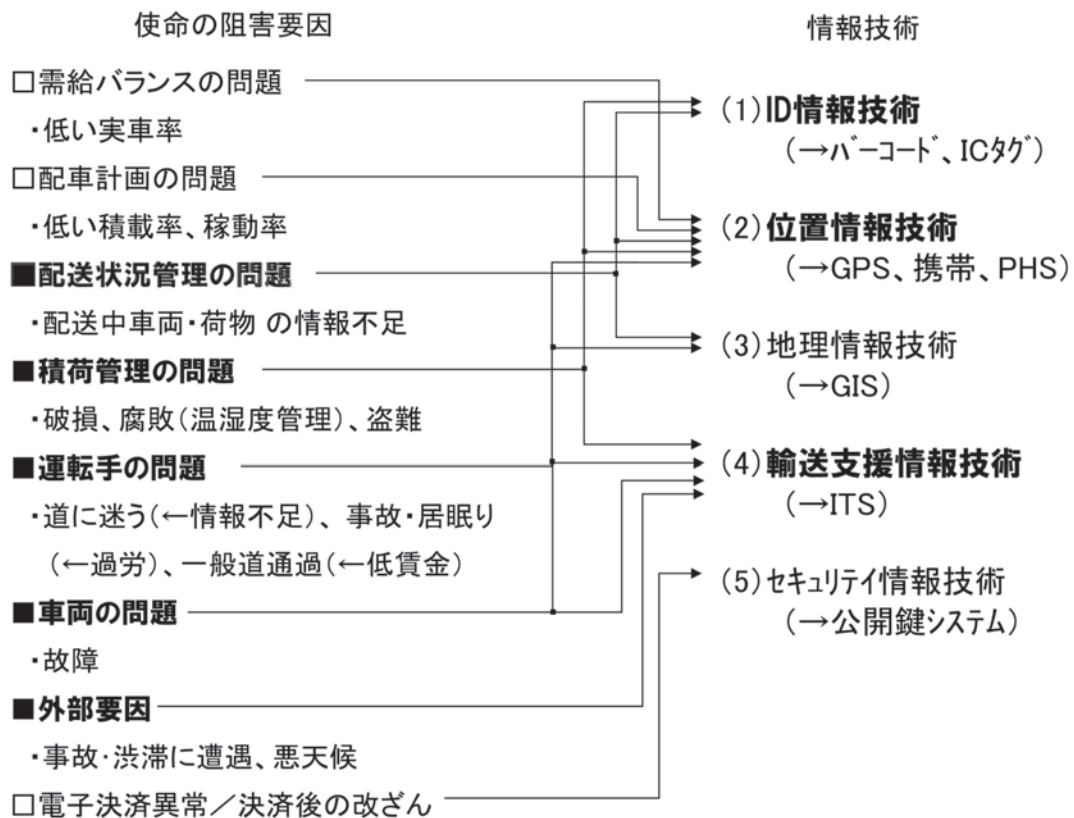 使命の阻害要因
□需給バランスの問題
・低い実車率
□配車計画の問題
・低い積載率、稼動率
■配送状況管理の問題
・配送中車両・荷物 の情報不足
■積荷管理の問題
・破損、腐敗(温湿度管理)、盗難
■運転手の問題
・道に迷う(←情報不足)、事故・居眠り
(←過労)、一般道通過(←低賃金)
■車両の問題
・故障
■外部要因
・事故・渋滞に遭遇、悪天候
□電子決済異常/決済後の改ざん
情報技術
(1)ID情報技術
(→バーコード、ICタグ)
(2)位置情報技術
(→GPS、携帯、PHS)
(3)地理情報技術
(→GIS)
(4)輸送支援情報技術
(→ITS)
(5)セキュリテイ情報技術
(→公開鍵システム)